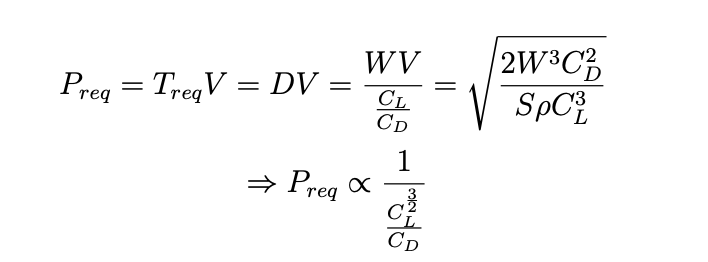 $P_{req} = T_{req}V = DV = \frac{WV}{\frac{C_L}{C_D}} = \sqrt{\frac{2W^3C_D^2}{S\rho C_L^3}}$
$\Rightarrow P_{req} \propto \frac{1}{\frac{C_L^{\frac{3}{2}}}{C_D}}$